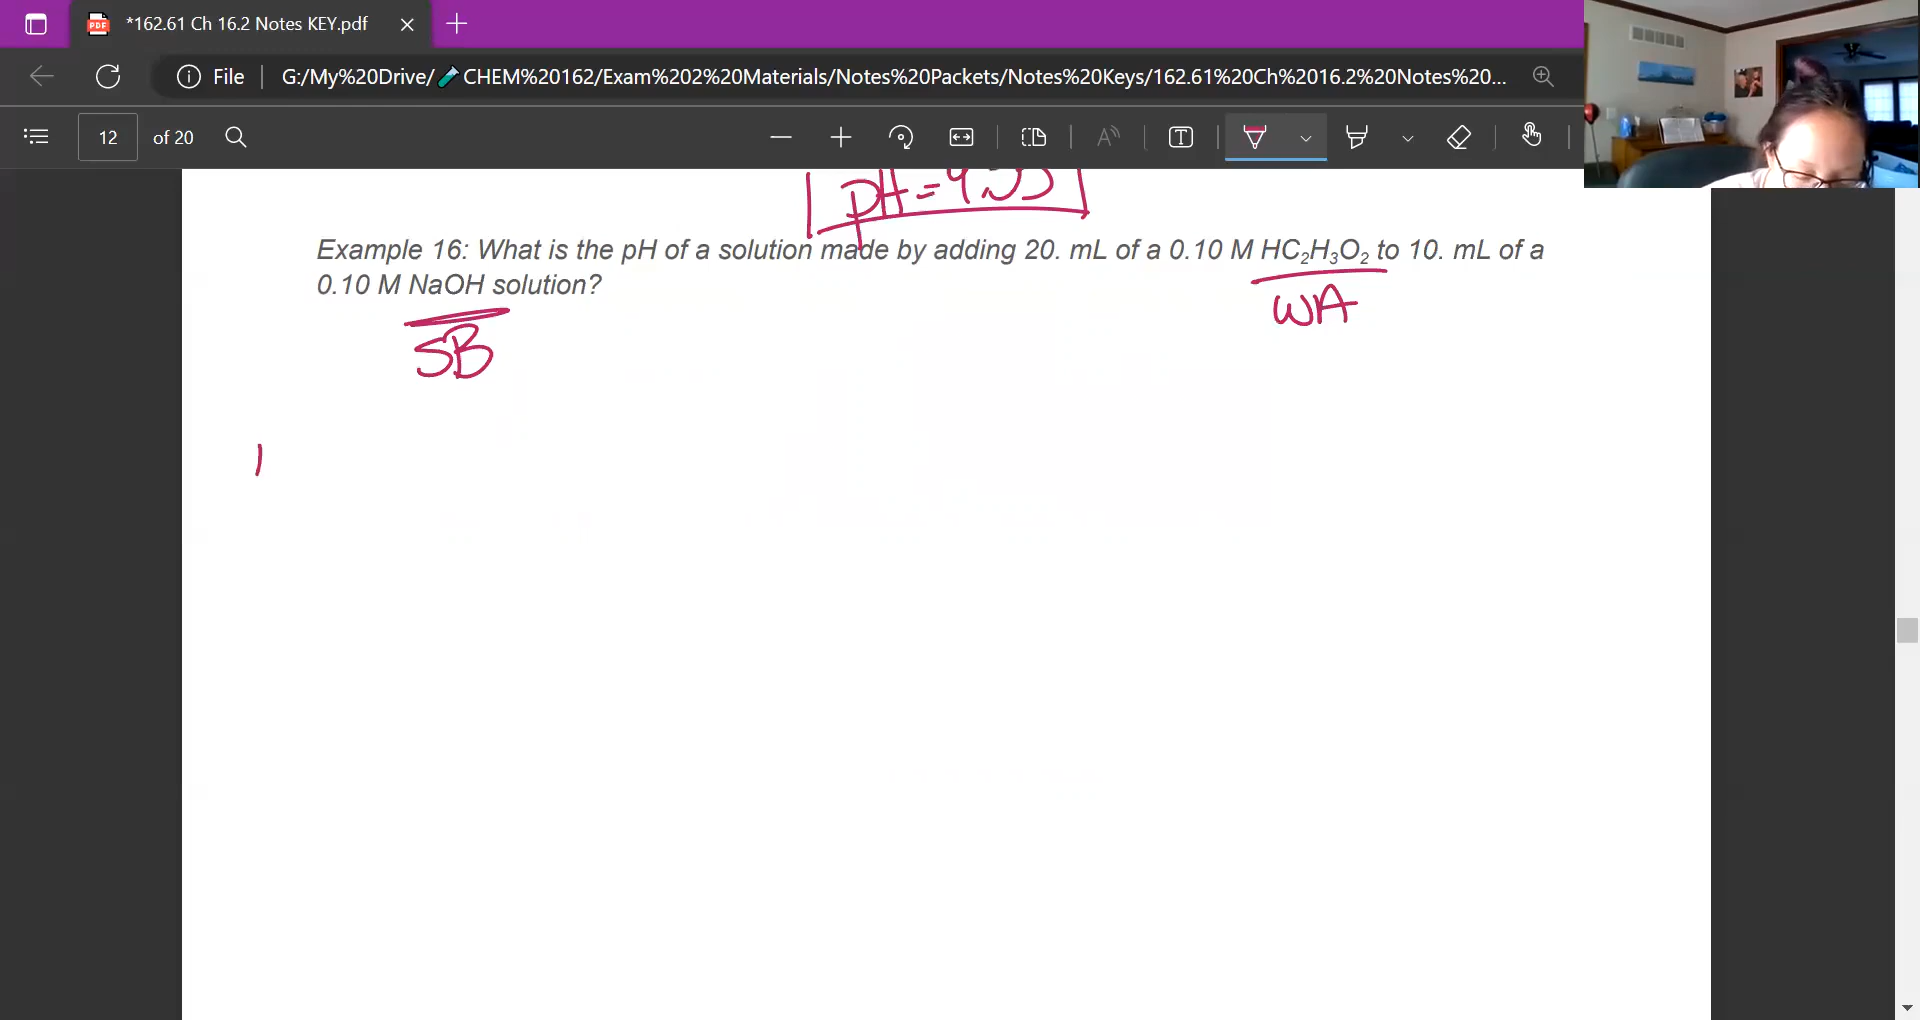 *162.61 Ch 16.2 Notes KEY.pdf
File G:/My%20Drive/🧪CHEM%20162/Exam%202%20Materials/Notes%20Packets/Notes%20Keys/162.61%20Ch%2016.2%20Notes%20...
12 of 20
pH =
Example 16: What is the pH of a solution made by adding 20. mL of a 0.10 M HC₂H₃O₂ to 10. mL of a
0.10 M NaOH solution?
WA
SB